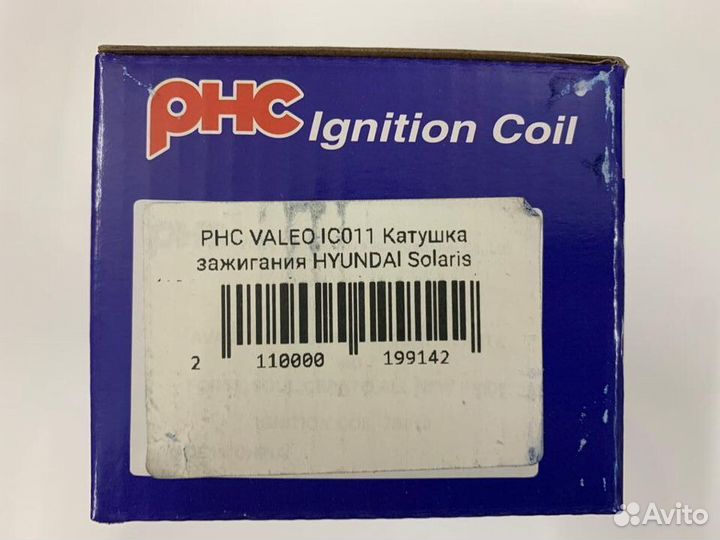 PHC Ignition Coil
PHC VALEO IC011 Катушка
зажигания HYUNDAI Solaris
2 110000 199142
Avito